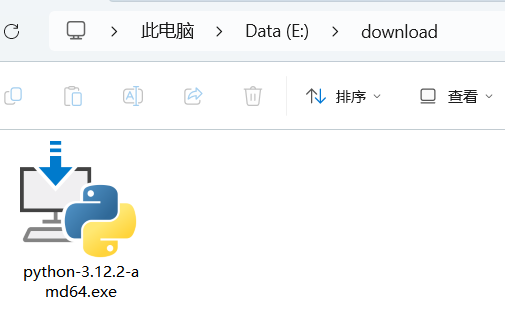 此电脑 > Data (E:) > download
排序 查看
python-3.12.2-a
md64.exe